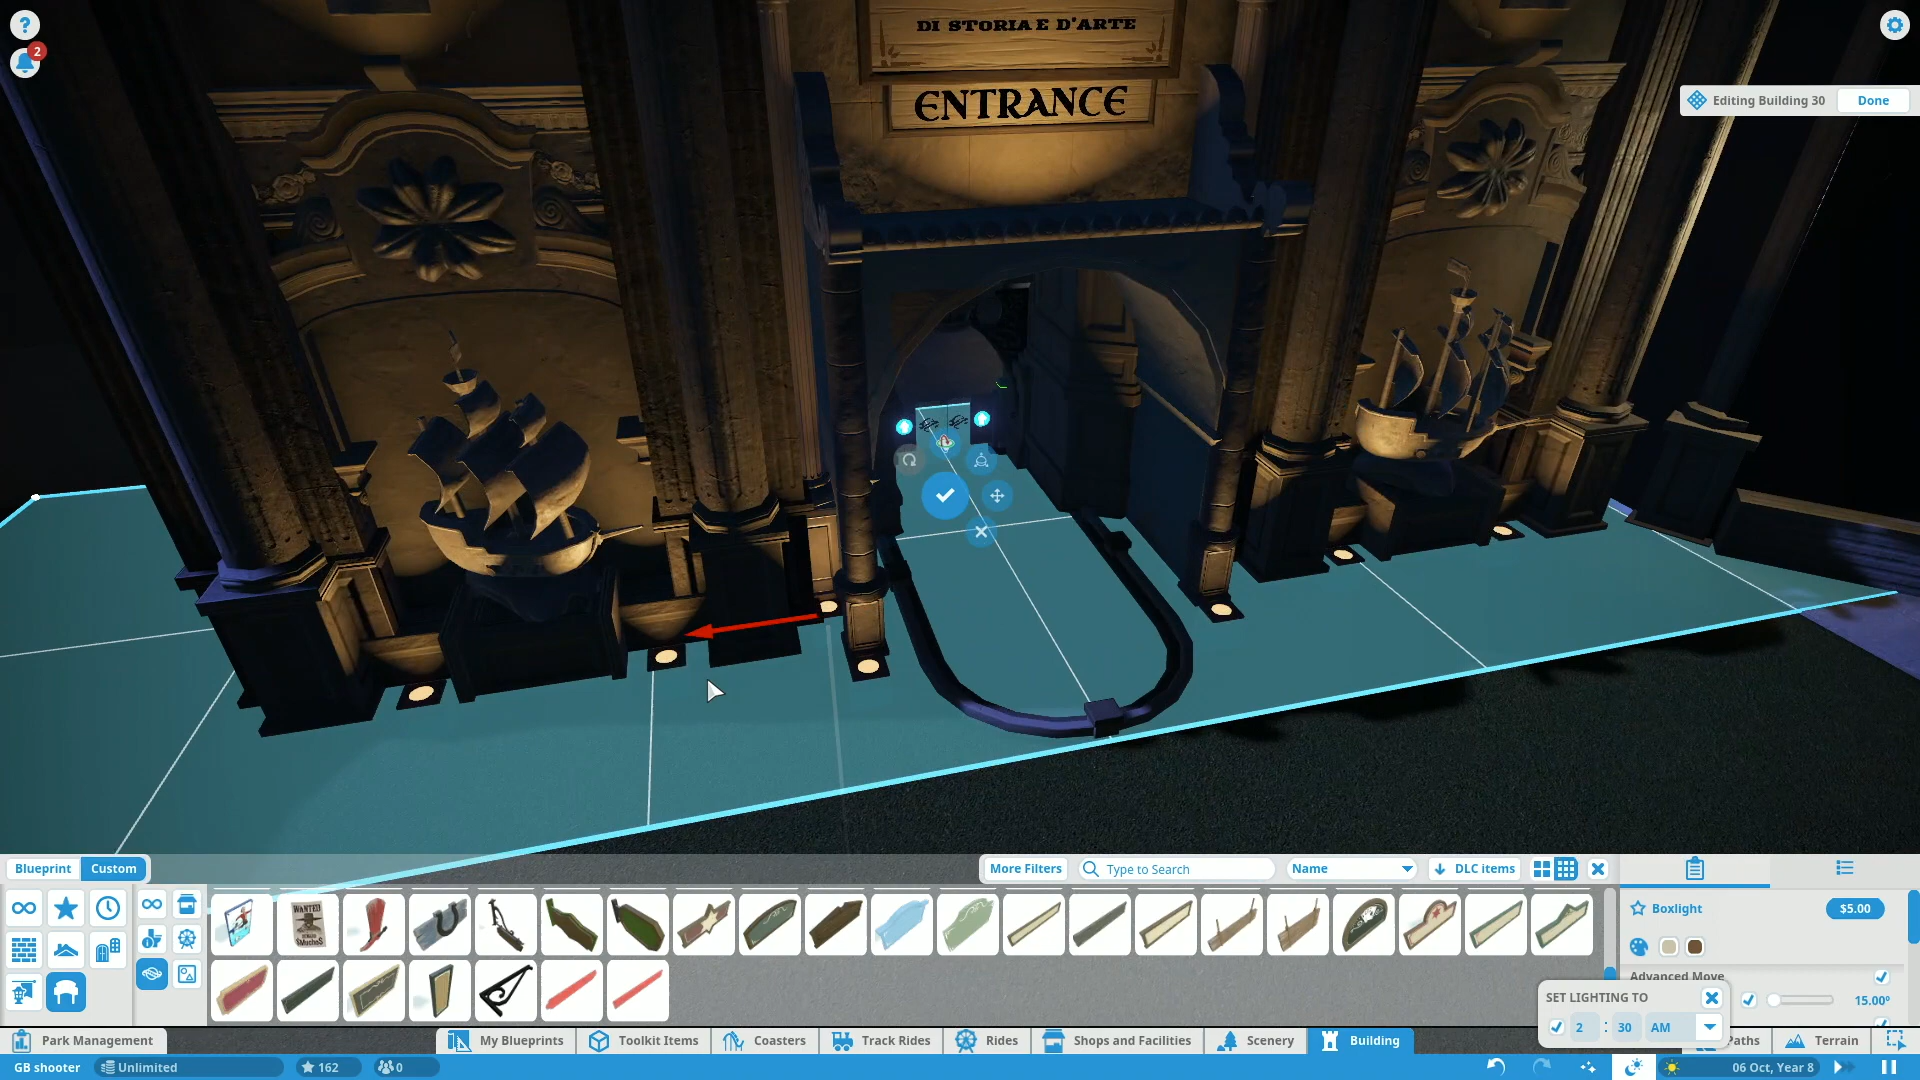 ?
2
DI STORIA E D'ARTE
ENTRANCE
Editing Building 30
Done
Blueprint
Custom
More Filters
Type to Search
Name
DLC items
WANTED
Boxlight
$5.00
Advanced Move
15.00°
SET LIGHTING TO
2 : 30 AM
Park Management
My Blueprints
Toolkit Items
Coasters
Track Rides
Rides
Shops and Facilities
Scenery
Building
Paths
Terrain
GB shooter
Unlimited
162
0
06 Oct, Year 8